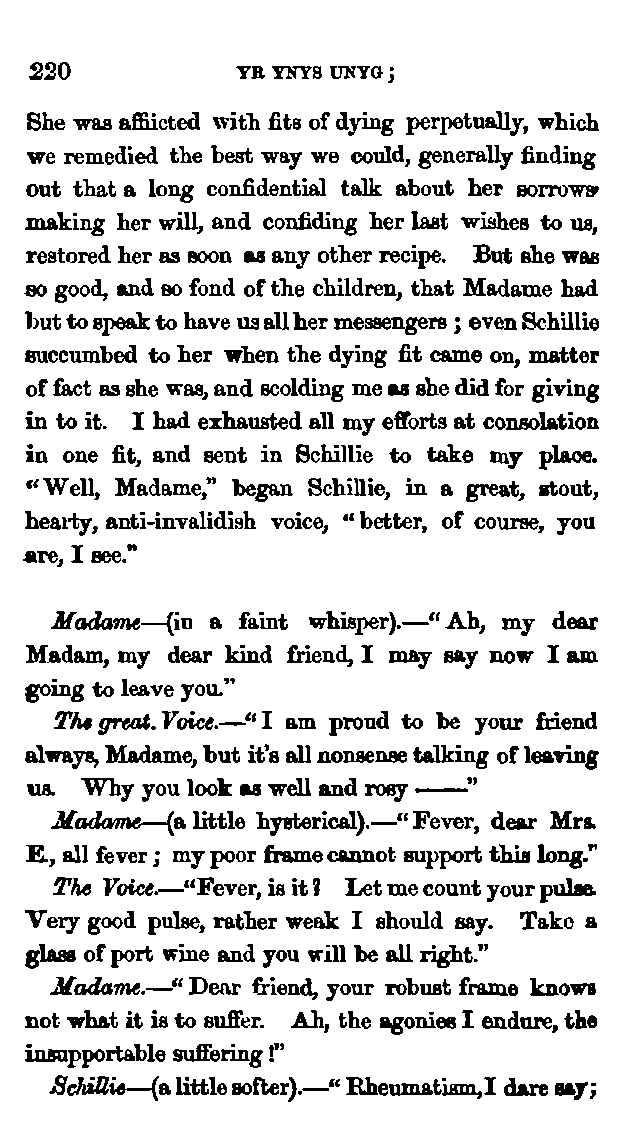 220 YR YNYS UNYG;
She was afflicted with fits of dying perpetually, which
we remedied the best way we could, generally finding
out that a long confidential talk about her sorrows,
making her will, and confiding her last wishes to us,
restored her as soon as any other recipe. But she was
so good, and so fond of the children, that Madame had
but to speak to have us all her messengers; even Schillie
succumbed to her when the dying fit came on, matter
of fact as she was, and scolding me as she did for giving
in to it. I had exhausted all my efforts at consolation
in one fit, and sent in Schillie to take my place.
“Well, Madame,” began Schillie, in a great, stout,
hearty, anti-invalidish voice, “better, of course, you
are, I see.”
Madame—(in a faint whisper).—“Ah, my dear
Madam, my dear kind friend, I may say now I am
going to leave you.”
The great. Voice.—“I am proud to be your friend
always, Madame, but it’s all nonsense talking of leaving
us. Why you look as well and rosy ——”
Madame—(a little hysterical).—“Fever, dear Mrs.
E., all fever; my poor frame cannot support this long.”
The Voice.—“Fever, is it? Let me count your pulse.
Very good pulse, rather weak I should say. Take a
glass of port wine and you will be all right.”
Madame.—“Dear friend, your robust frame knows
not what it is to suffer. Ah, the agonies I endure, the
insupportable suffering!”
Schillie—(a little softer).—“Rheumatism, I dare say;